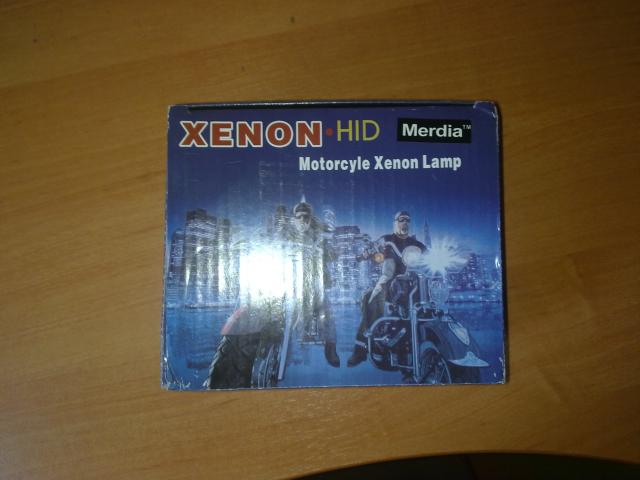 XENON • HID Merdia™
Motorcyle Xenon Lamp